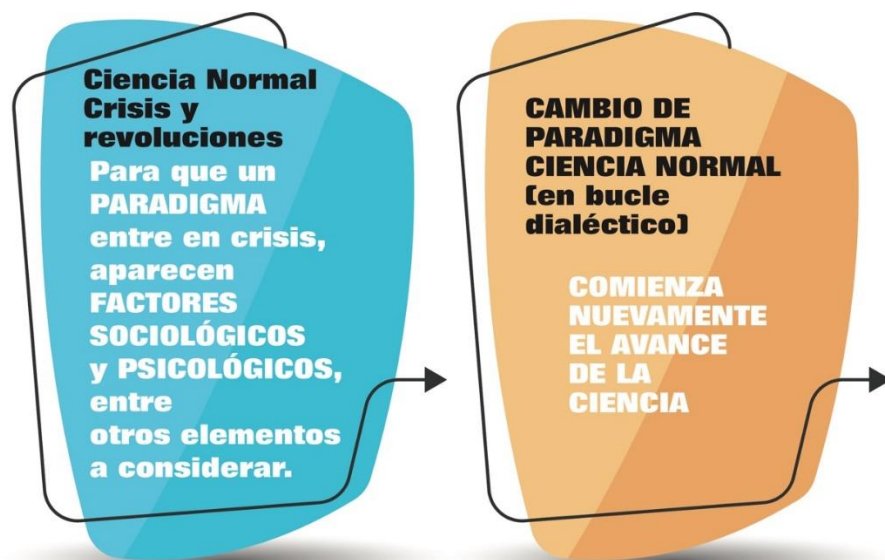 Ciencia Normal
Crisis y
revoluciones
Para que un
PARADIGMA
entre en crisis,
aparecen
FACTORES
SOCIOLÓGICOS
y PSICOLÓGICOS,
entre
otros elementos
a considerar.
CAMBIO DE
PARADIGMA
CIENCIA NORMAL
(en bucle
dialéctico)
COMIENZA
NUEVAMENTE
EL AVANCE
DE LA
CIENCIA